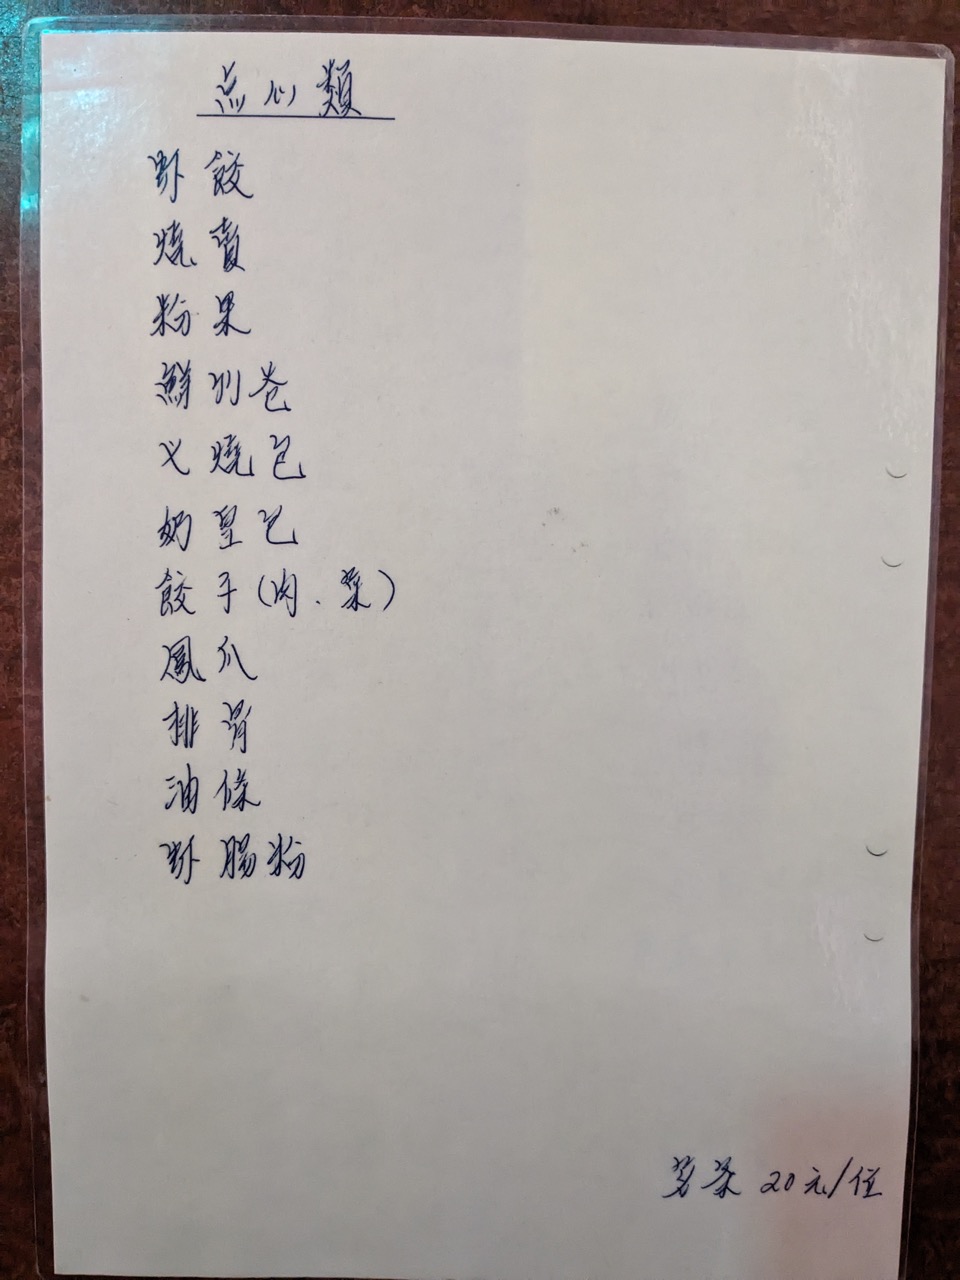 点心類
虾餃
燒賣
粉果
鮮竹卷
叉燒包
奶皇包
餃子(肉、菜)
鳳爪
排骨
油條
虾腸粉
茗茶 20元/位